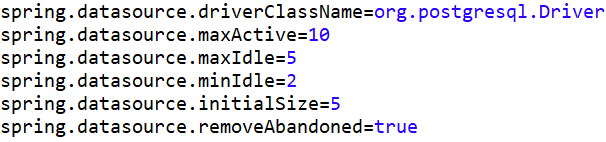 spring.datasource.driverClassName=org.postgresql.Driver
spring.datasource.maxActive=10
spring.datasource.maxIdle=5
spring.datasource.minIdle=2
spring.datasource.initialSize=5
spring.datasource.removeAbandoned=true